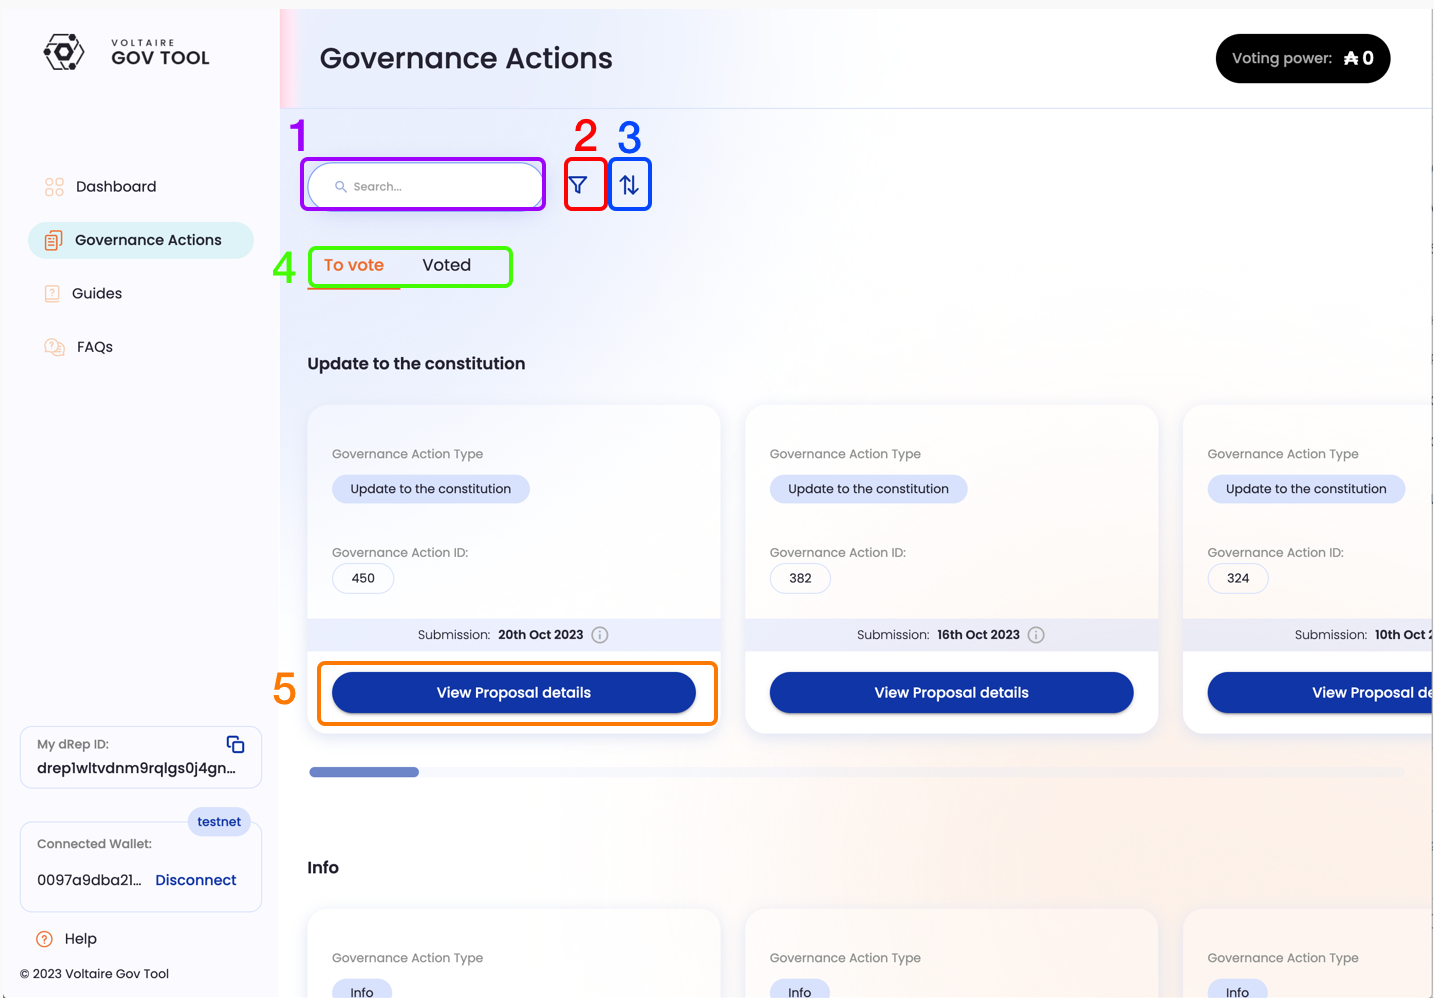 VOLTAIRE
GOV TOOL
Governance Actions
Voting power: ₳ 0
1
2
3
Search...
Dashboard
Governance Actions
Guides
FAQs
4
To vote
Voted
Update to the constitution
Governance Action Type
Update to the constitution
Governance Action ID:
450
Submission: 20th Oct 2023
5
View Proposal details
Governance Action Type
Update to the constitution
Governance Action ID:
382
Submission: 16th Oct 2023
View Proposal details
Governance Action Type
Update to the constitution
Governance Action ID:
324
Submission: 10th Oct
View Proposal de
My dRep ID:
drep1wltvdnm9rqlgs0j4gn...
testnet
Connected Wallet:
0097a9dba21... Disconnect
Help
© 2023 Voltaire Gov Tool
Info
Governance Action Type
Info
Governance Action Type
Info
Governance Action Type
Info